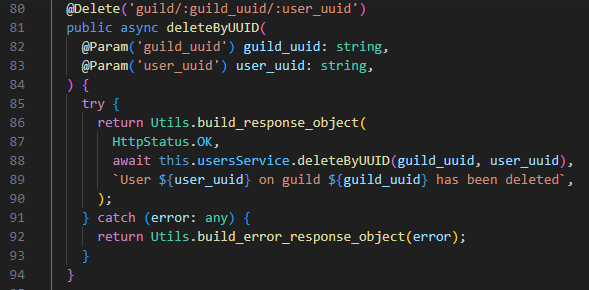 80 @Delete('guild/:guild_uuid/:user_uuid')
81 public async deleteByUUID(
82 @Param('guild_uuid') guild_uuid: string,
83 @Param('user_uuid') user_uuid: string,
84 ) {
85 try {
86 return Utils.build_response_object(
87 HttpStatus.OK,
88 await this.usersService.deleteByUUID(guild_uuid, user_uuid),
89 `User ${user_uuid} on guild ${guild_uuid} has been deleted`,
90 );
91 } catch (error: any) {
92 return Utils.build_error_response_object(error);
93 }
94 }